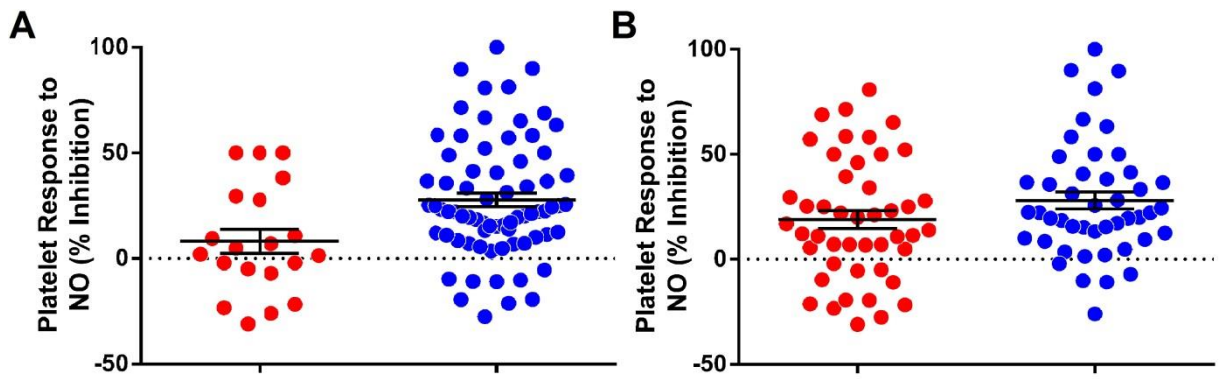 A
Platelet Response to
NO (% Inhibition)
100
50
0
-50
B
Platelet Response to
NO (% Inhibition)
100
50
0
-50